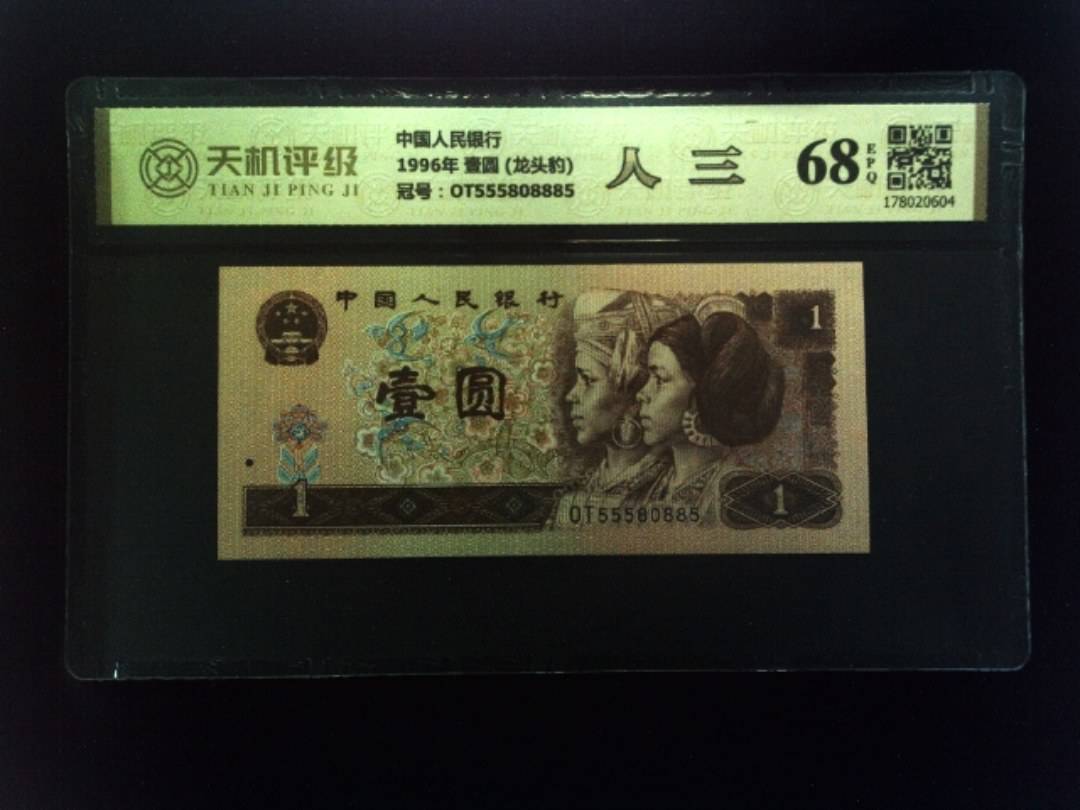 天机评级
TIAN JI PING JI
中国人民银行
1996年 壹圆 (龙头豹)
冠号：OT555808885
人三
68
EPQ
178020604
中国人民银行
1
壹圆
1
OT55580885
1